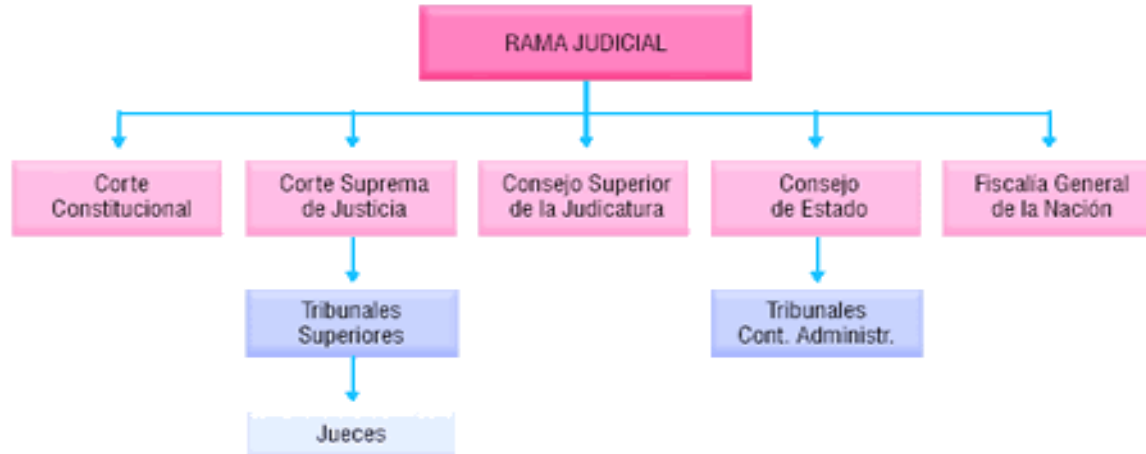 RAMA JUDICIAL
Corte
Constitucional
Corte Suprema
de Justicia
Consejo Superior
de la Judicatura
Consejo
de Estado
Fiscalía General
de la Nación
Tribunales
Superiores
Tribunales
Cont. Administr.
Jueces